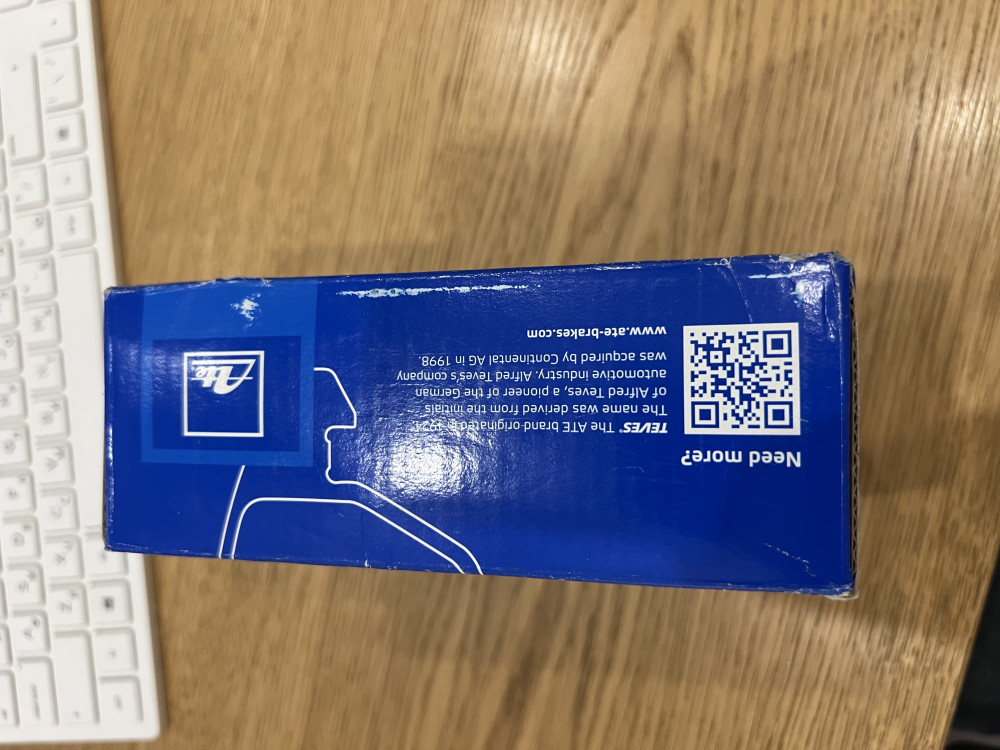 Need more?
TEVES® The ATE brand originated in 1921.
The name was derived from the initials
of Alfred Teves, a pioneer of the German
automotive industry. Alfred Teves's company
was acquired by Continental AG in 1998.
www.ate-brakes.com
Ate